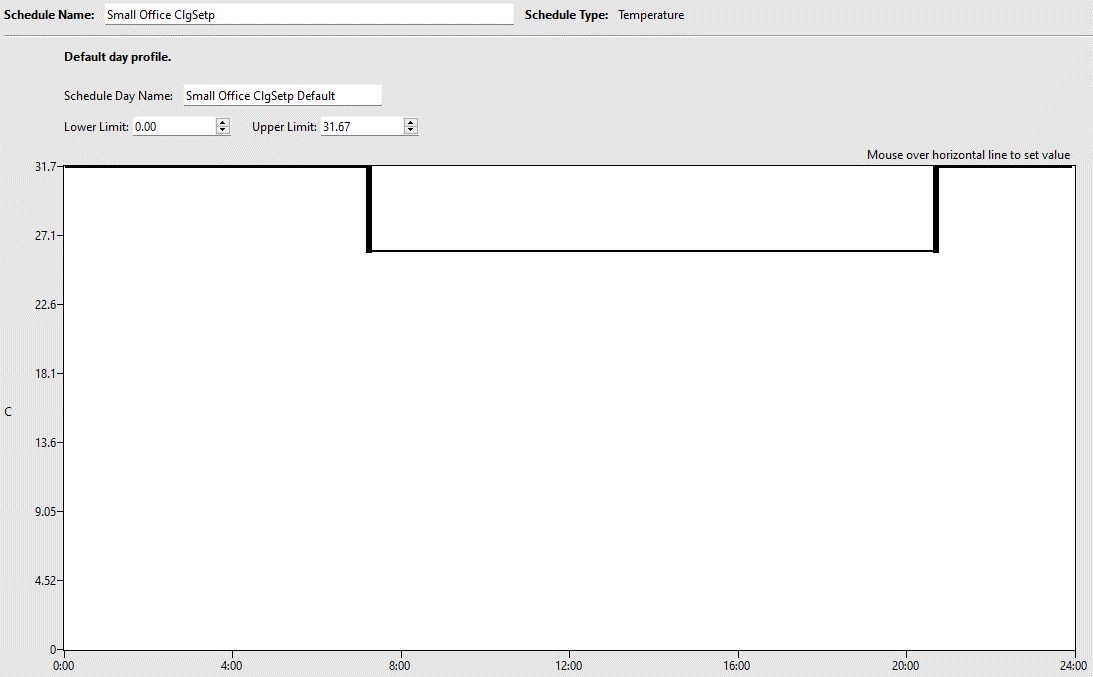 Schedule Name: Small Office ClgSetp Schedule Type: Temperature
Default day profile.
Schedule Day Name: Small Office ClgSetp Default
Lower Limit: 0.00 Upper Limit: 31.67
Mouse over horizontal line to set value
31.7
27.1
22.6
18.1
C
13.6
9.05
4.52
0
0:00 4:00 8:00 12:00 16:00 20:00 24:00